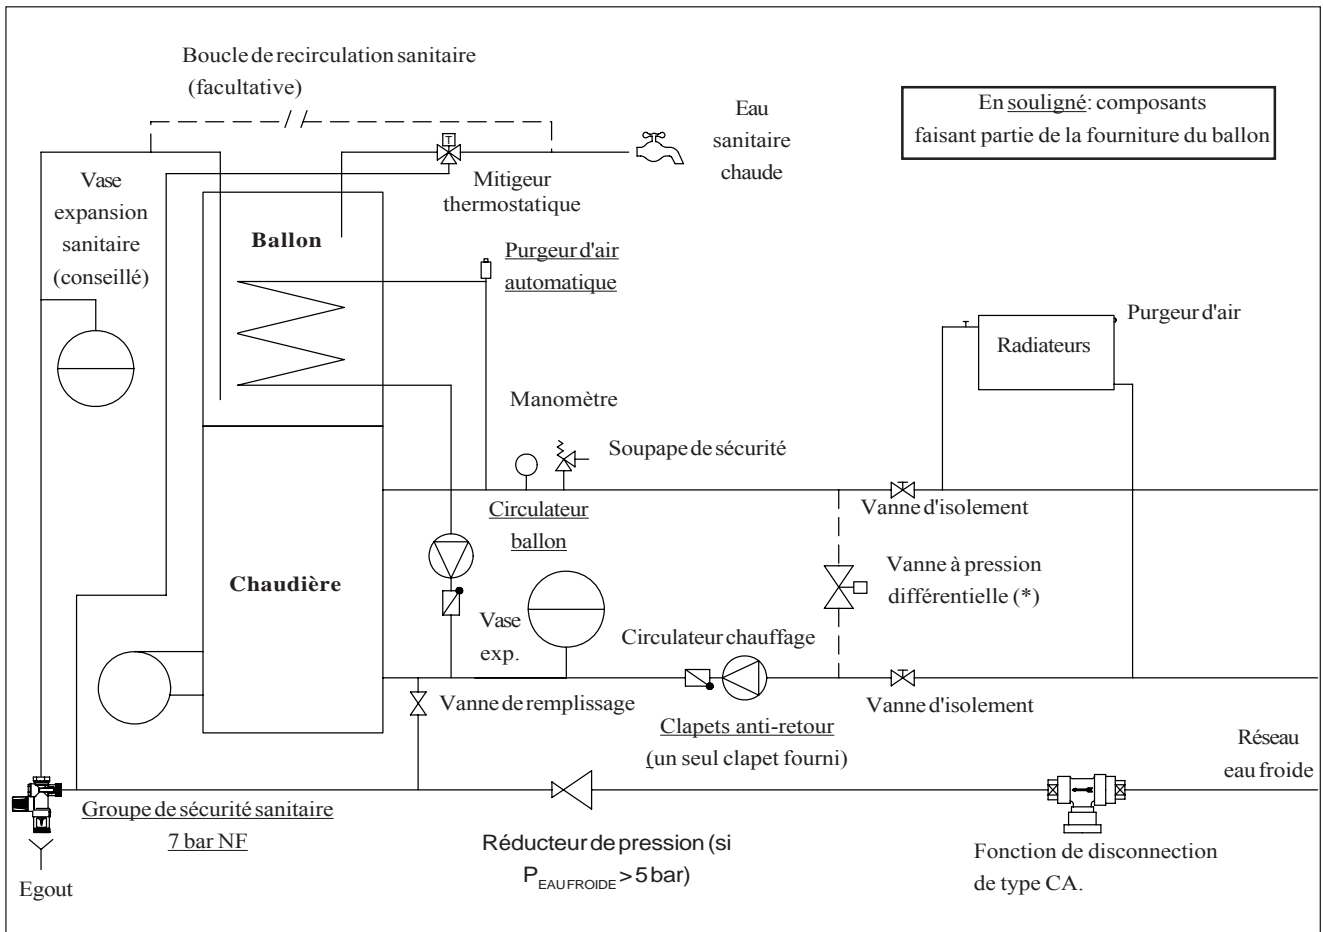 Boucle de recirculation sanitaire
(facultative)
En souligné: composants
faisant partie de la fourniture du ballon
Eau
sanitaire
chaude
Vase
expansion
sanitaire
(conseillé)
Mitigeur
thermostatique
Ballon
Purgeur d'air
automatique
Purgeur d'air
Radiateurs
Manomètre
Soupape de sécurité
Circulateur
ballon
Vanne d'isolement
Chaudière
Vanne à pression
différentielle (*)
Vase
exp.
Circulateur chauffage
Vanne de remplissage
Vanne d'isolement
Clapets anti-retour
(un seul clapet fourni)
Réseau
eau froide
Groupe de sécurité sanitaire
7 bar NF
Réducteur de pression (si
P EAU FROIDE > 5 bar)
Fonction de disconnection
de type CA.
Egout